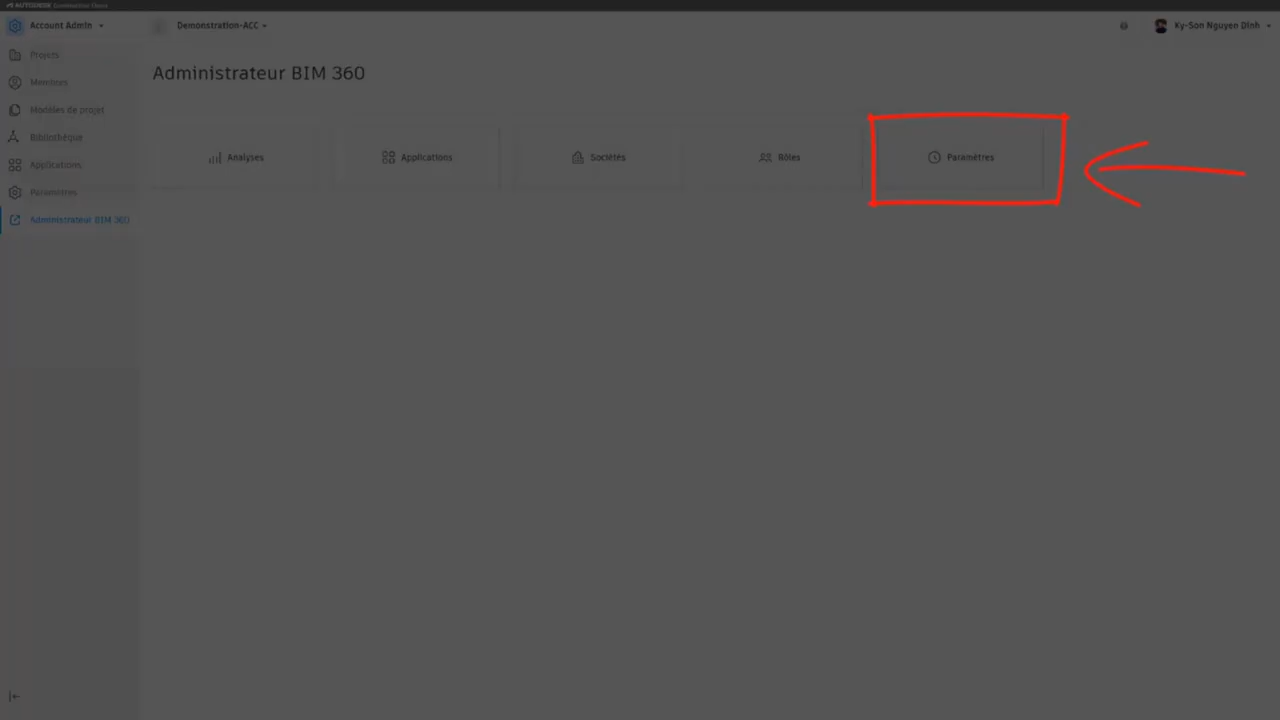 AUTODESK Construction Cloud
Account Admin
Demonstration-ACC
Ky-Son Nguyen Dinh
Projets
Membres
Modèles de projet
Bibliothèque
Applications
Paramètres
Administrateur BIM 360
Administrateur BIM 360
Analyses
Applications
Sociétés
Rôles
Paramètres